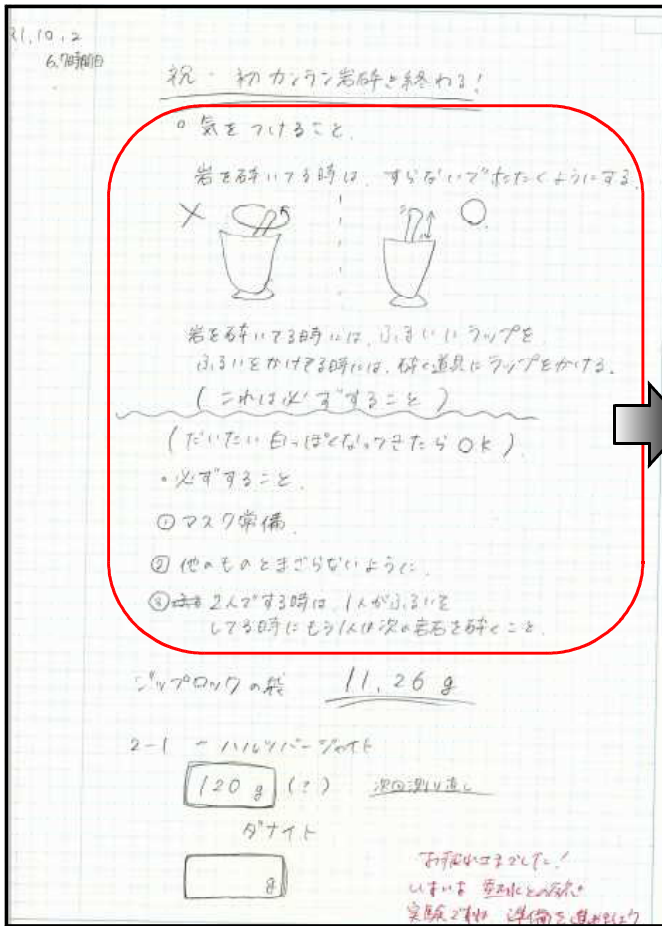 31.10.2
6.7時間目
祝・初カンラン岩砕き終わる!
° 気をつけること.
岩を砕いてる時は、すらないでたたくようにする.
× ○
岩を砕いてる時には、ふるいにラップを
ふるいをかけてる時には、砕く道具にラップをかける.
(これは必ずすること)
(だいたい白っぽくなってきたらOK)
・必ずすること.
① マスク常備.
② 他のものとまざらないように.
③ 2人でする時は、1人がふるいを
してる時にもう1人は次の岩石を砕くこと.
ジップロックの袋 11.26 g
2-1 - ハルツバージャイト
120 g (?) 次回測り直し
ダナイト
g
お疲れさまでした!
いよいよ との
実験ですね. 準備を進めましょう